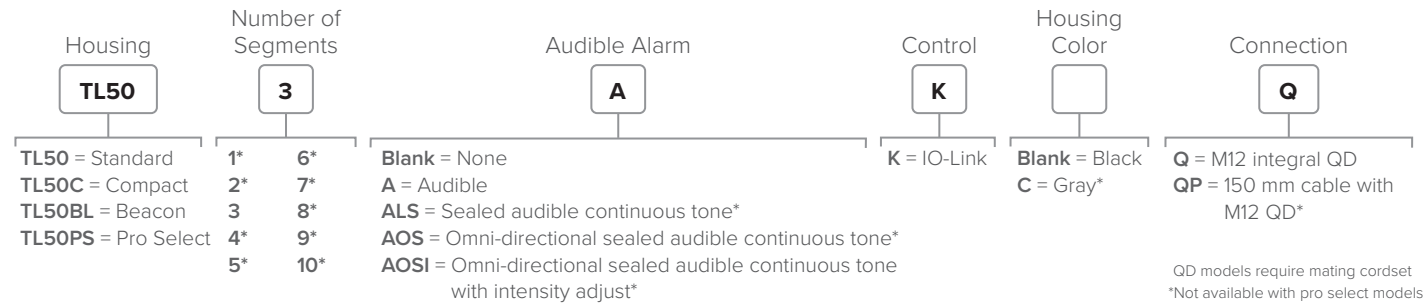 Housing
TL50
TL50 = Standard
TL50C = Compact
TL50BL = Beacon
TL50PS = Pro Select
Number of
Segments
3
1* 6*
2* 7*
3 8*
4* 9*
5* 10*
Audible Alarm
A
Blank = None
A = Audible
ALS = Sealed audible continuous tone*
AOS = Omni-directional sealed audible continuous tone*
AOSI = Omni-directional sealed audible continuous tone
with intensity adjust*
Control
K
K = IO-Link
Housing
Color
Blank = Black
C = Gray*
Connection
Q
Q = M12 integral QD
QP = 150 mm cable with
M12 QD*
QD models require mating cordset
*Not available with pro select models